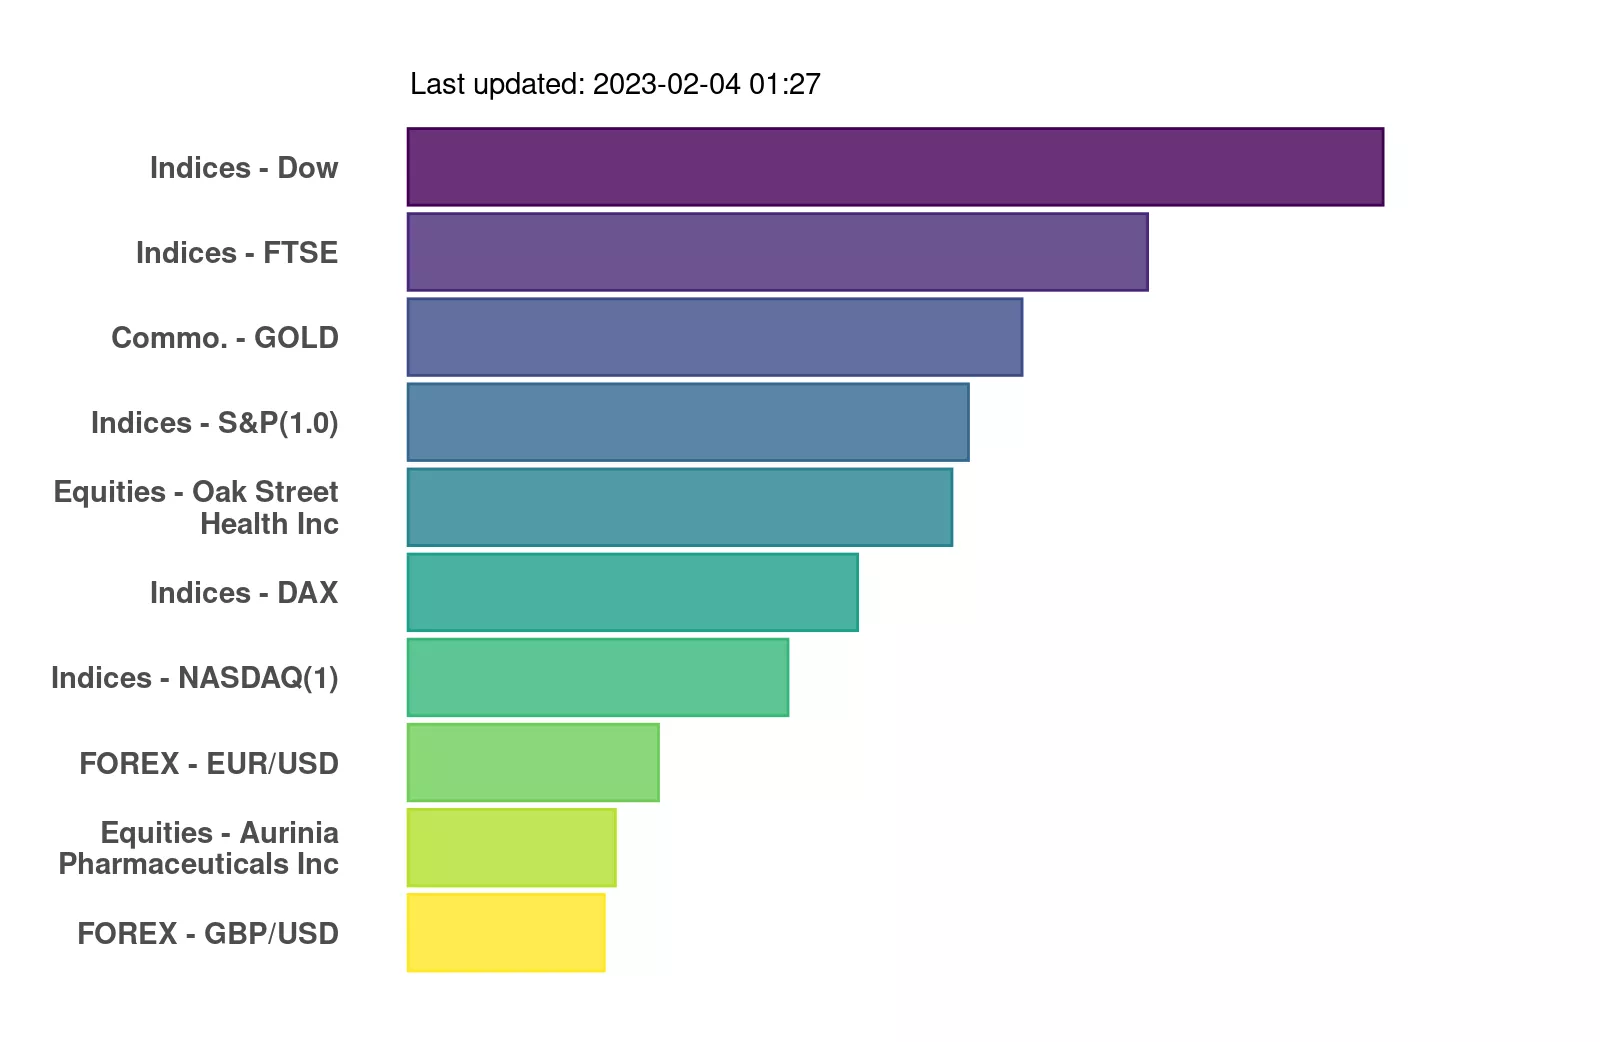 Last updated: 2023-02-04 01:27
Indices - Dow
Indices - FTSE
Commo. - GOLD
Indices - S&P(1.0)
Equities - Oak Street
Health Inc
Indices - DAX
Indices - NASDAQ(1)
FOREX - EUR/USD
Equities - Aurinia
Pharmaceuticals Inc
FOREX - GBP/USD